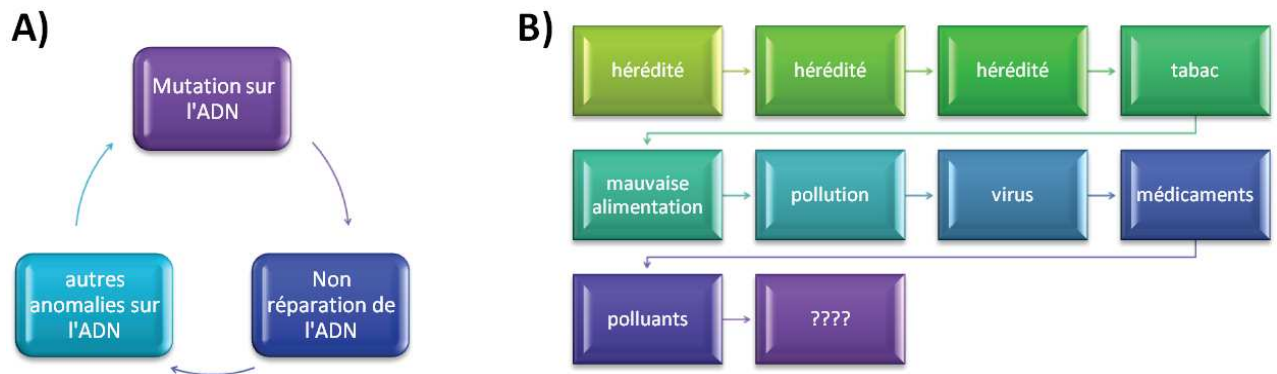 A)
Mutation sur
l'ADN
autres
anomalies sur
l'ADN
Non
réparation de
l'ADN
B)
hérédité
hérédité
hérédité
tabac
mauvaise
alimentation
pollution
virus
médicaments
polluants
????